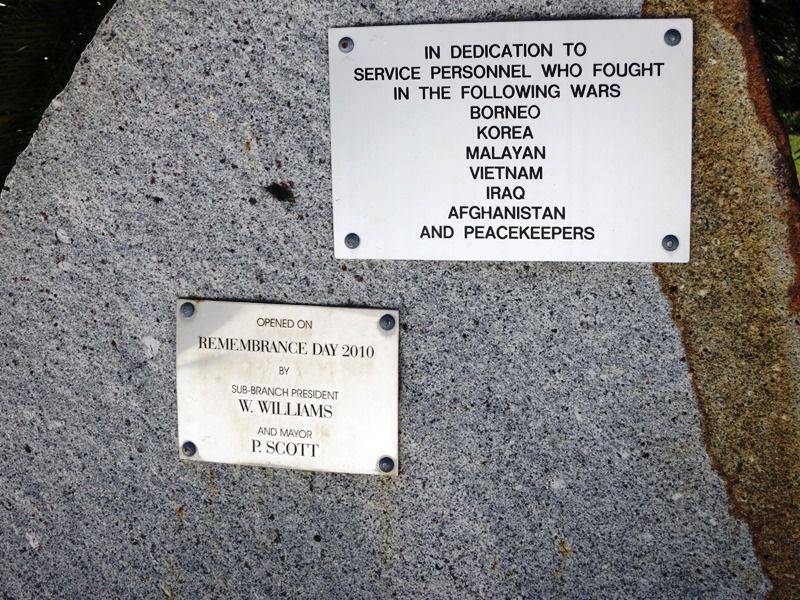 IN DEDICATION TO
SERVICE PERSONNEL WHO FOUGHT
IN THE FOLLOWING WARS
BORNEO
KOREA
MALAYAN
VIETNAM
IRAQ
AFGHANISTAN
AND PEACEKEEPERS
OPENED ON
REMEMBRANCE DAY 2010
BY
SUB-BRANCH PRESIDENT
W. WILLIAMS
AND MAYOR
P. SCOTT